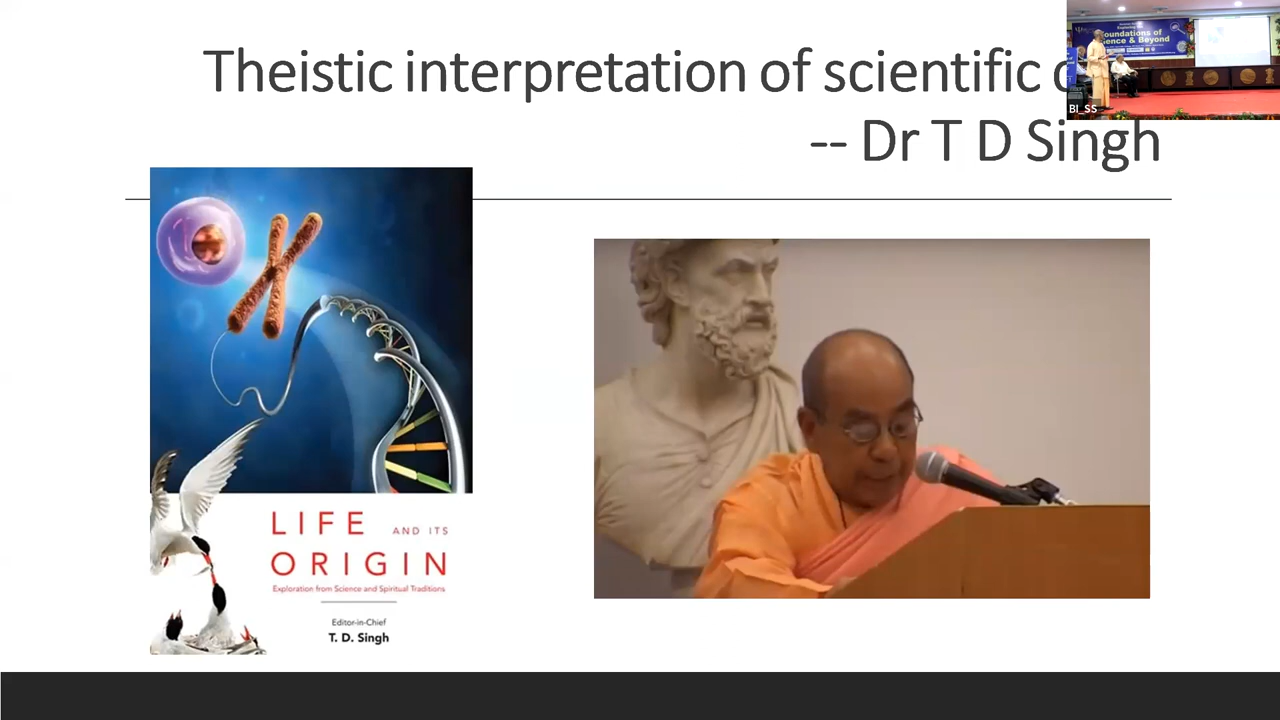 Theistic interpretation of scientific
-- Dr T D Singh
Foundations of
Science & Beyond
BI_SS
LIFE AND ITS
ORIGIN
Exploration from Science and Spiritual Traditions
Editor-in-Chief
T. D. Singh